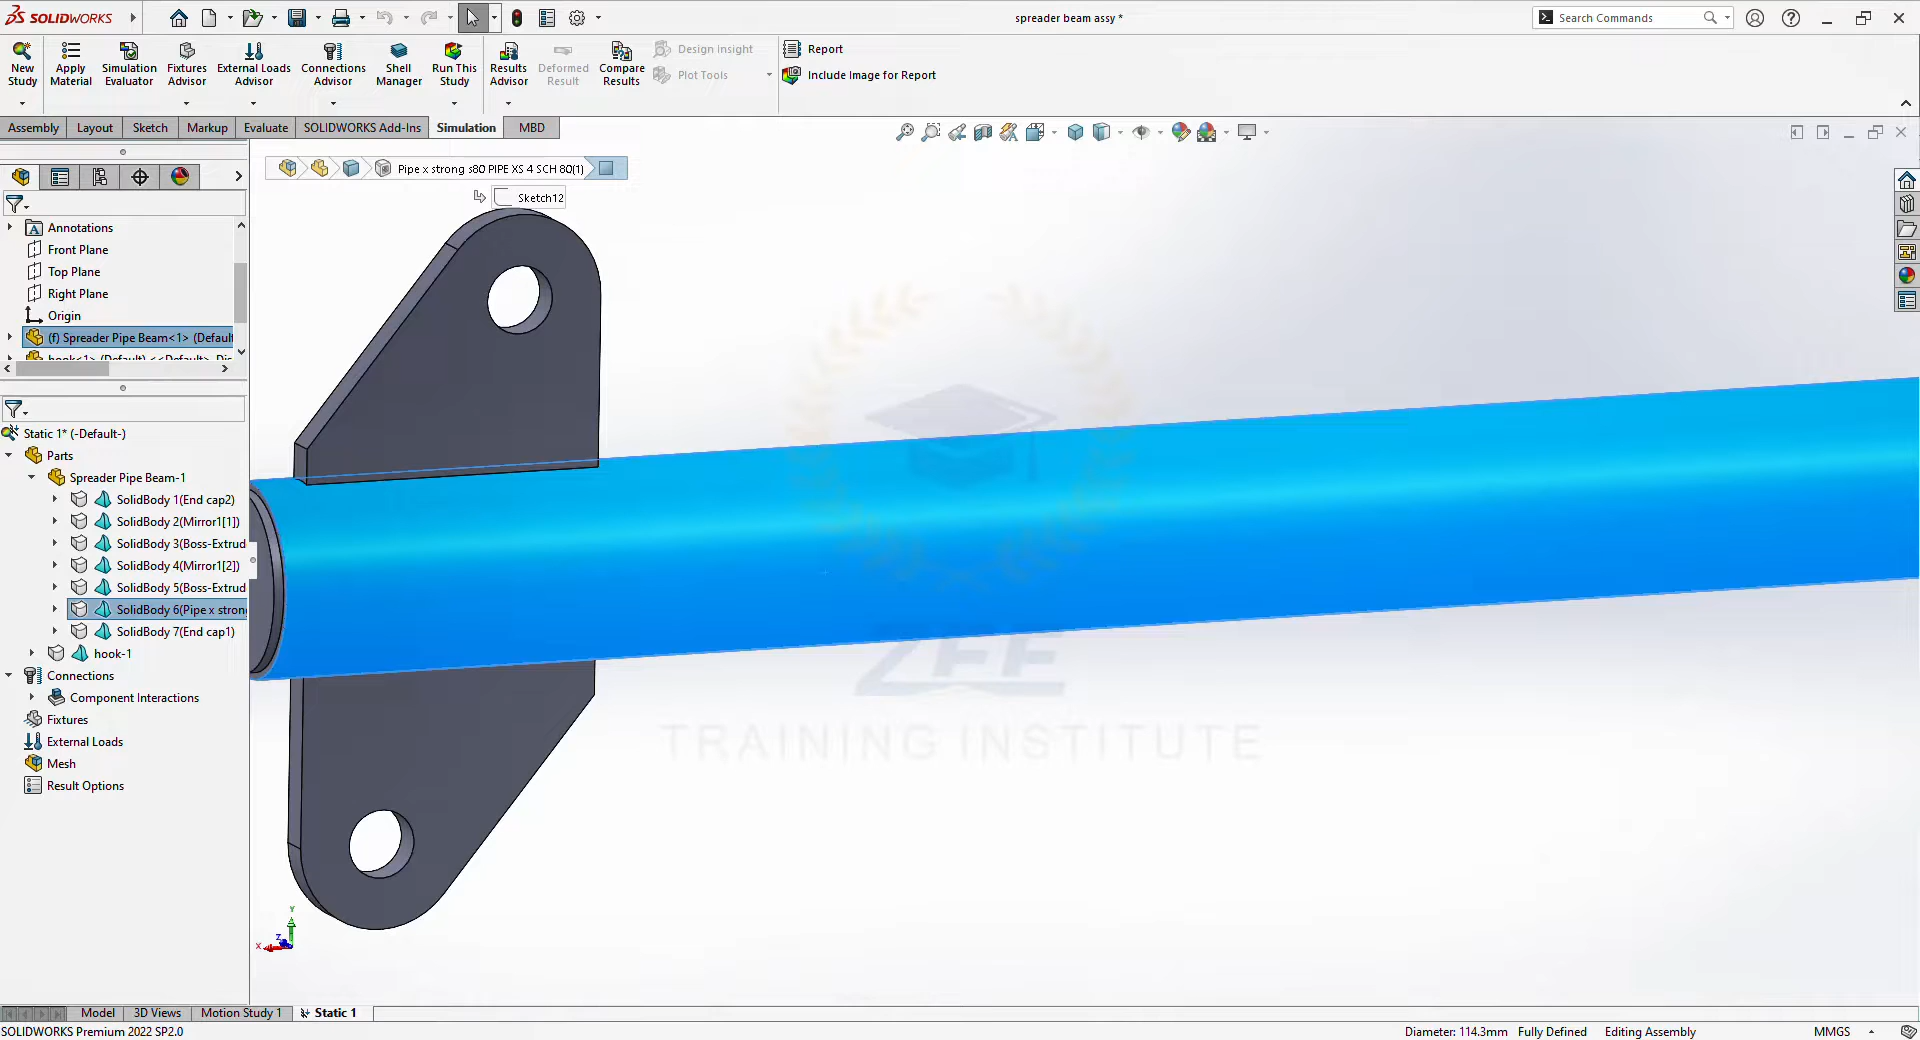 SOLIDWORKS
spreader beam assy *
Search Commands
New Study
Apply Material
Simulation Evaluator
Fixtures Advisor
External Loads Advisor
Connections Advisor
Shell Manager
Run This Study
Results Advisor
Deformed Result
Compare Results
Design Insight
Plot Tools
Report
Include Image for Report
Assembly
Layout
Sketch
Markup
Evaluate
SOLIDWORKS Add-Ins
Simulation
MBD
Pipe x strong s80 PIPE XS 4 SCH 80(1)
Sketch12
Annotations
Front Plane
Top Plane
Right Plane
Origin
(f) Spreader Pipe Beam<1> (Default
hook<1> (Default) <<Default>_Dis
Static 1* (-Default-)
Parts
Spreader Pipe Beam-1
SolidBody 1(End cap2)
SolidBody 2(Mirror1[1])
SolidBody 3(Boss-Extrud
SolidBody 4(Mirror1[2])
SolidBody 5(Boss-Extrud
SolidBody 6(Pipe x strong
SolidBody 7(End cap1)
hook-1
Connections
Component Interactions
Fixtures
External Loads
Mesh
Result Options
ZEE
TRAINING INSTITUTE
Y
Z
X
Model
3D Views
Motion Study 1
Static 1
SOLIDWORKS Premium 2022 SP2.0
Diameter: 114.3mm
Fully Defined
Editing Assembly
MMGS